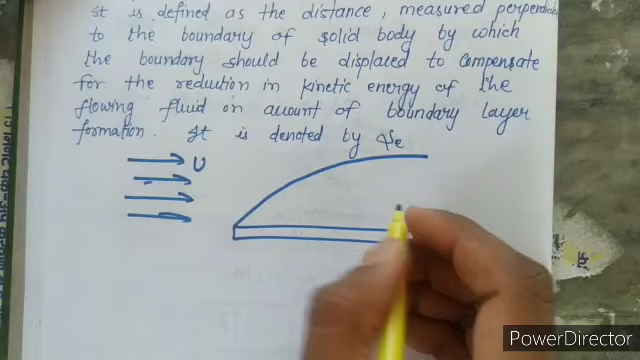 It is defined as the distance, measured
to the boundary of solid body by which
the boundary should be displaced to compensate
for the reduction in kinetic energy of the
flowing fluid on account of boundary layer
formation. It is denoted by δe
U
PowerDirector